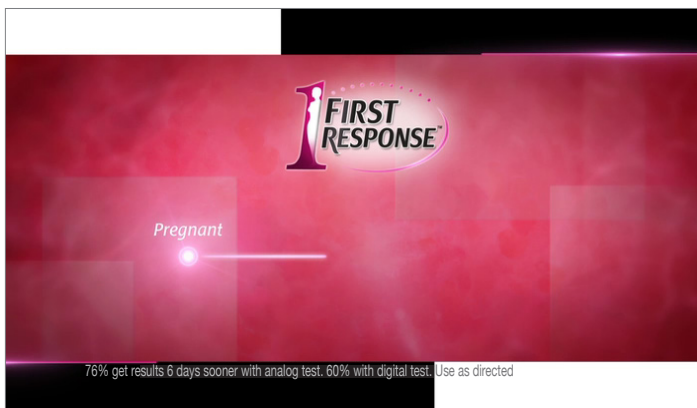 1 FIRST
RESPONSE™
Pregnant
76% get results 6 days sooner with analog test. 60% with digital test. Use as directed